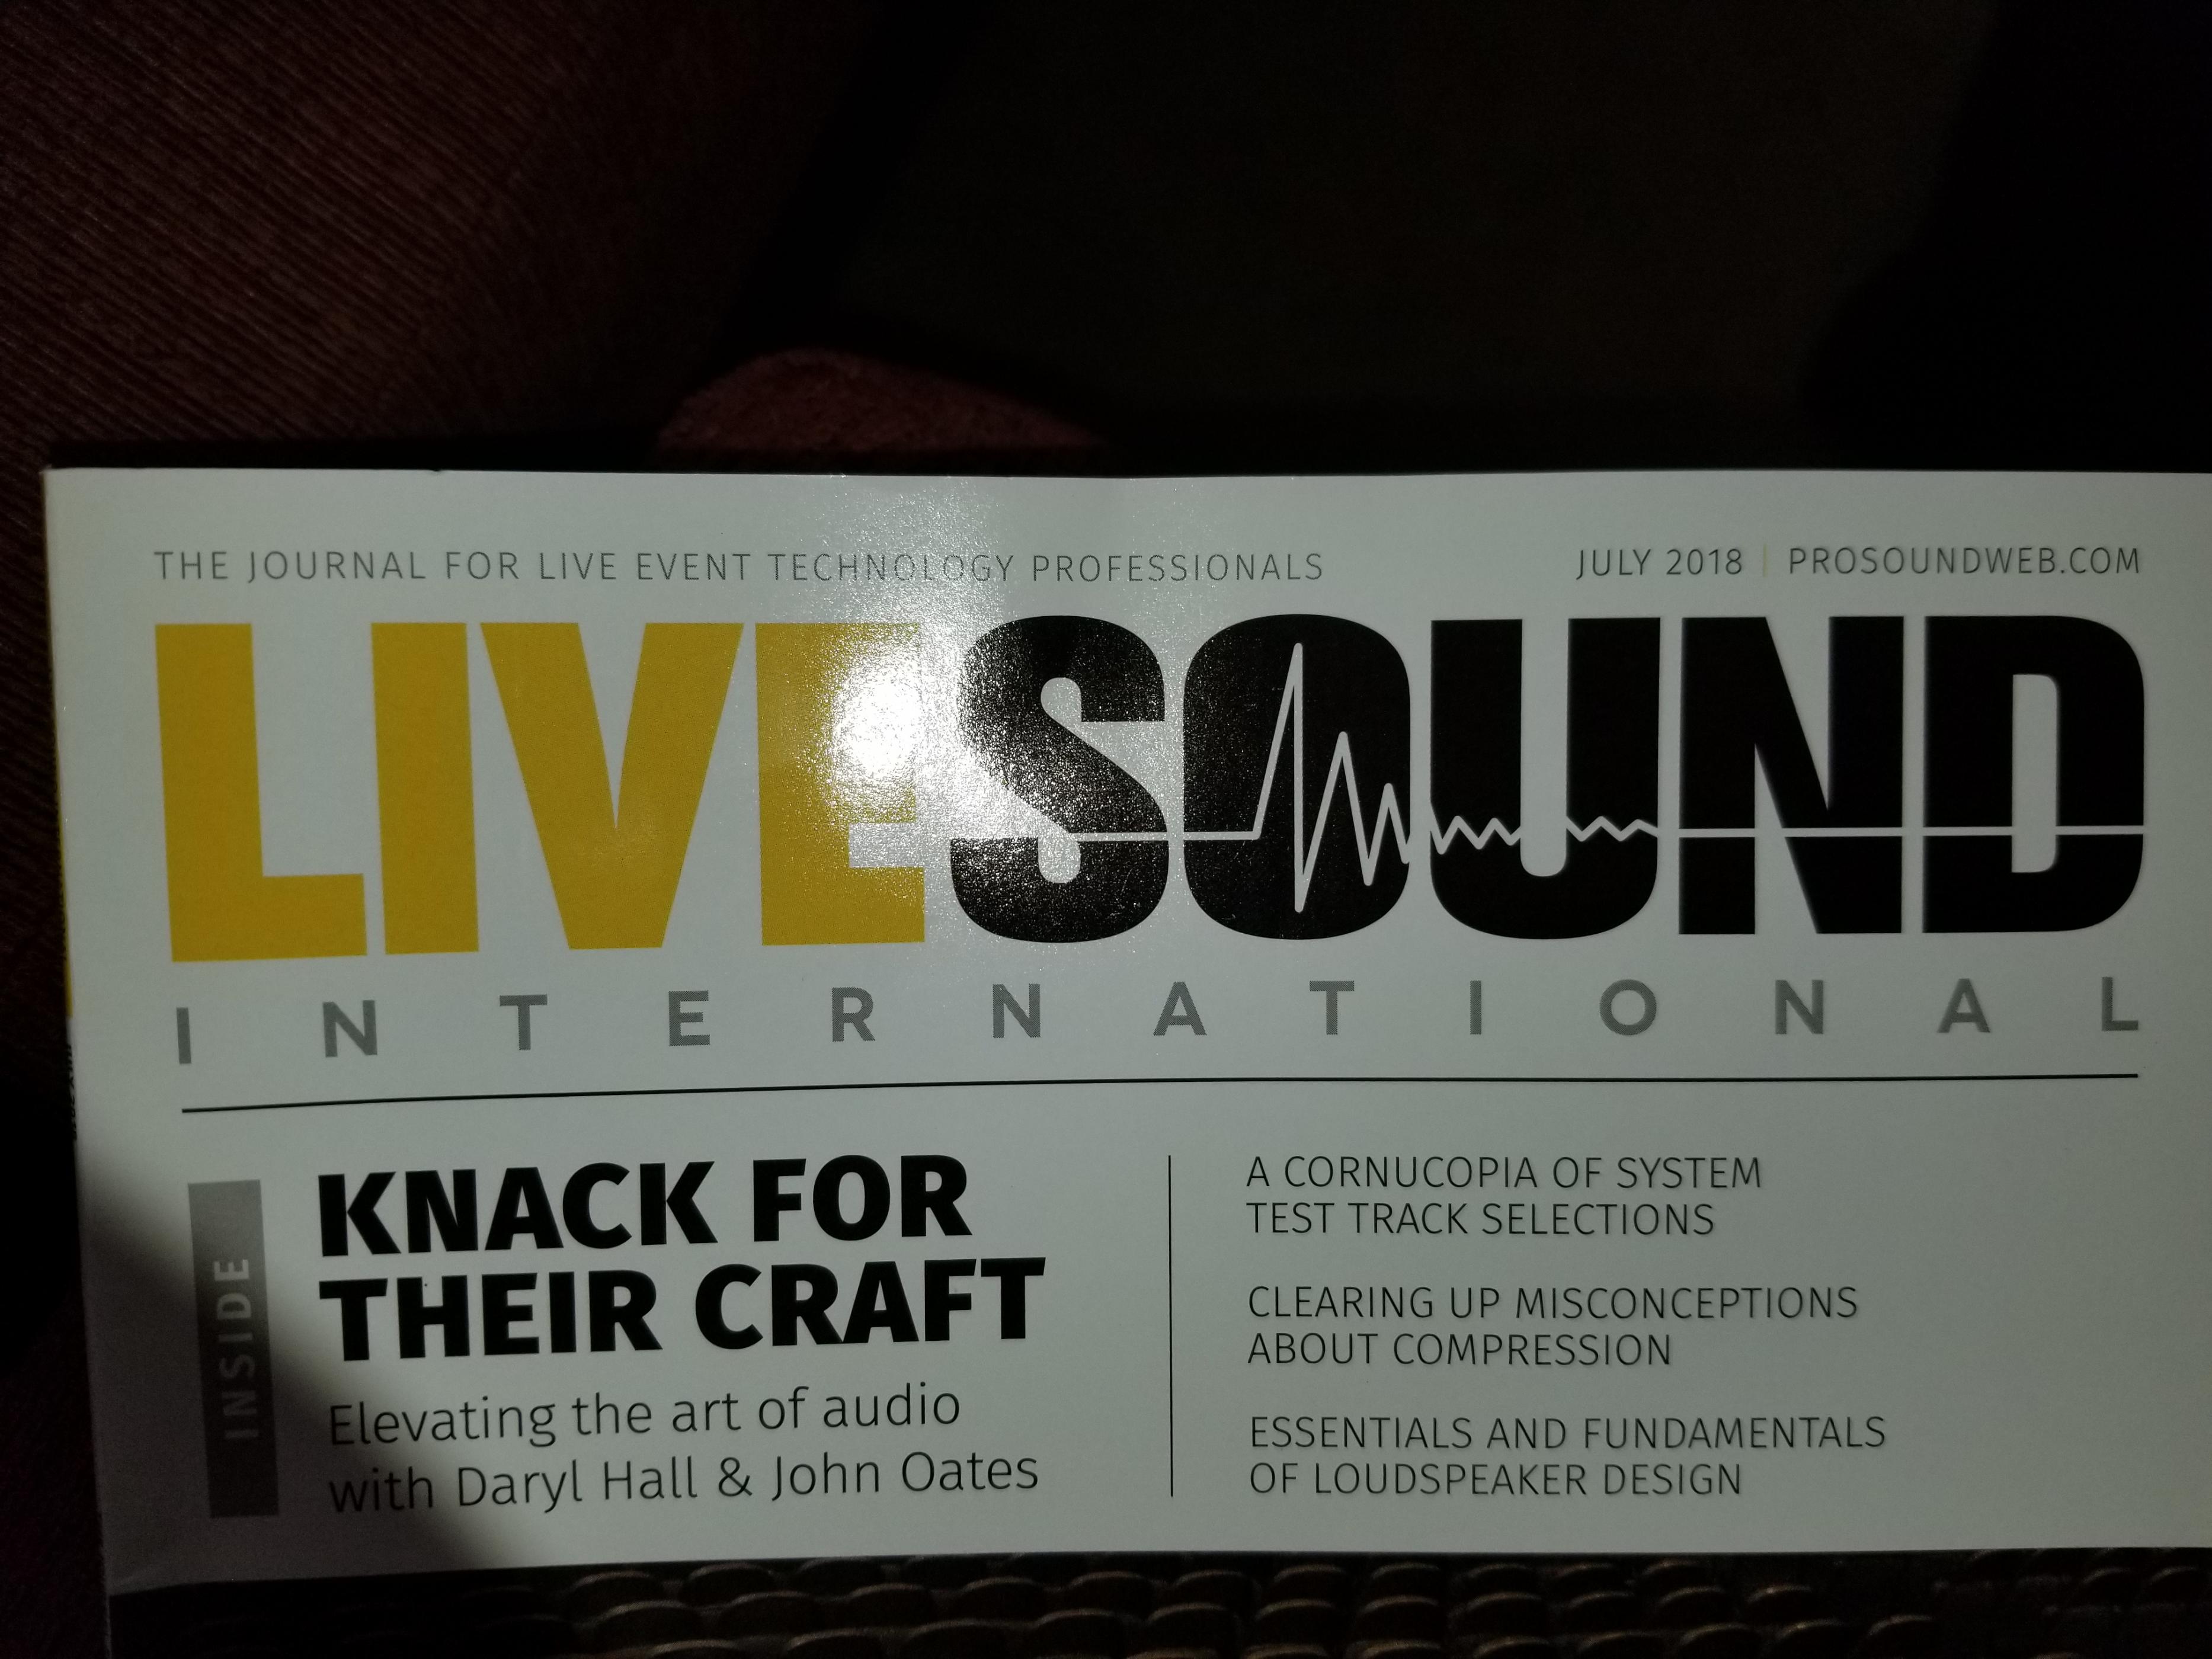 THE JOURNAL FOR LIVE EVENT TECHNOLOGY PROFESSIONALS
JULY 2018 | PROSOUNDWEB.COM
LIVESOUND
INTERNATIONAL
INSIDE
KNACK FOR
THEIR CRAFT
Elevating the art of audio
with Daryl Hall & John Oates
A CORNUCOPIA OF SYSTEM
TEST TRACK SELECTIONS
CLEARING UP MISCONCEPTIONS
ABOUT COMPRESSION
ESSENTIALS AND FUNDAMENTALS
OF LOUDSPEAKER DESIGN